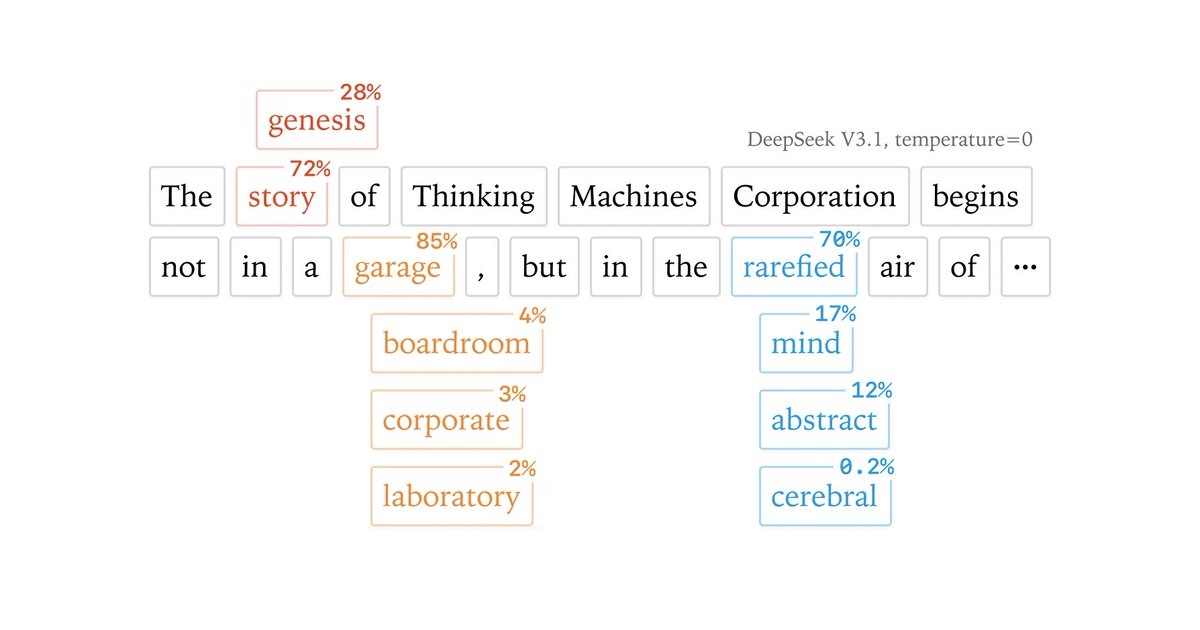 28%
genesis
DeepSeek V3.1, temperature=0
72%
The story of Thinking Machines Corporation begins
85% 70%
not in a garage , but in the rarefied air of ...
4% 17%
boardroom mind
3% 12%
corporate abstract
2% 0.2%
laboratory cerebral